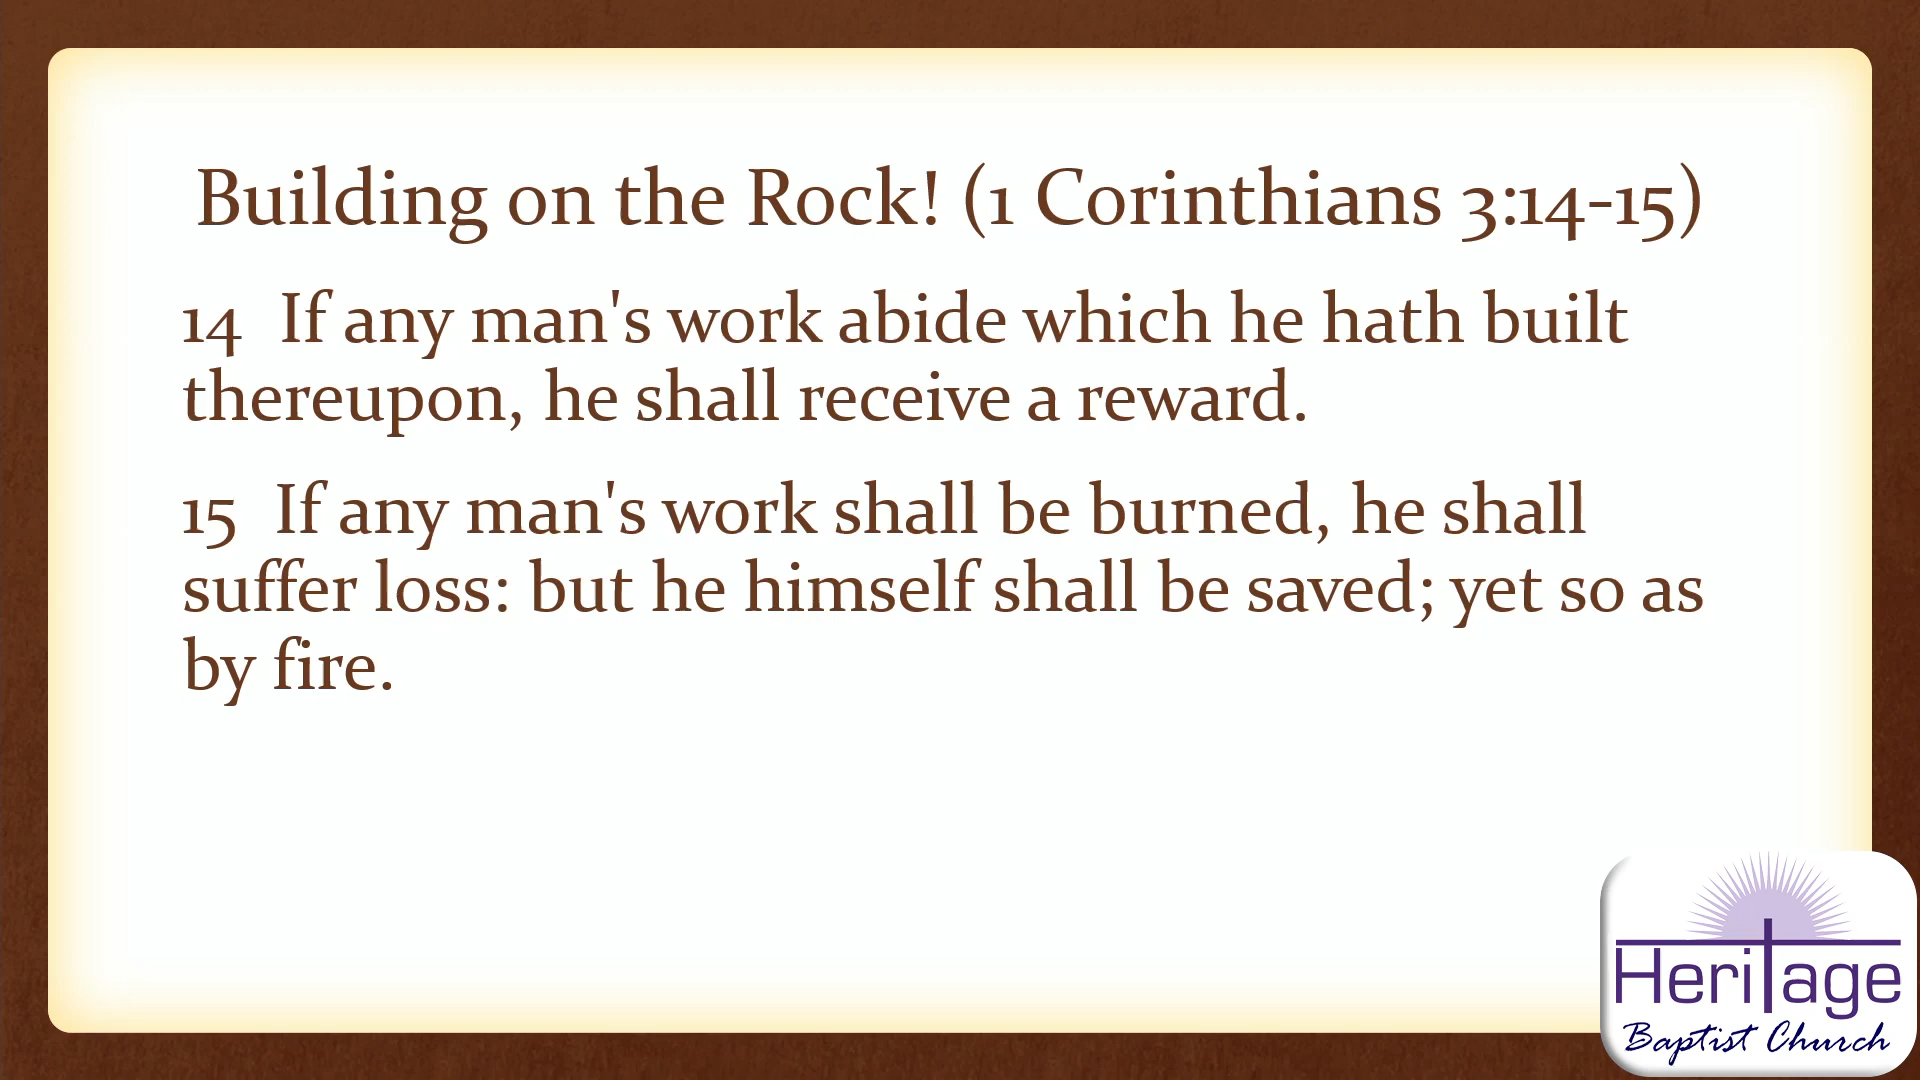 Building on the Rock! (1 Corinthians 3:14-15)
14 If any man's work abide which he hath built
thereupon, he shall receive a reward.
15 If any man's work shall be burned, he shall
suffer loss: but he himself shall be saved; yet so as
by fire.
Heritage
Baptist Church